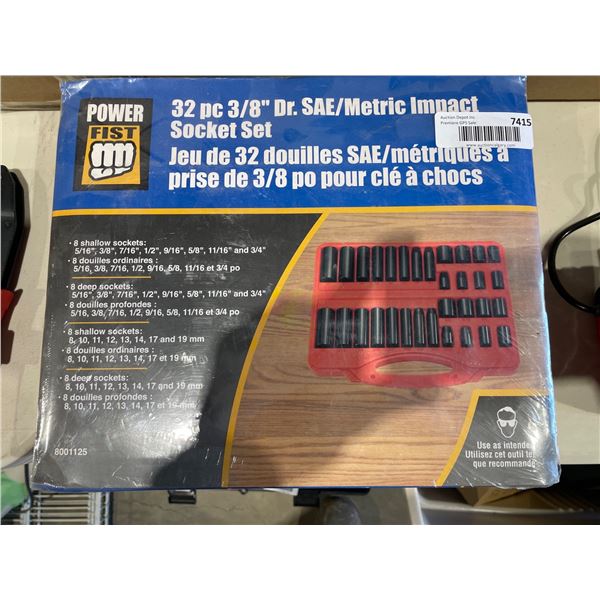 POWER
FIST
32 pc 3/8" Dr. SAE/Metric Impact
Socket Set
Jeu de 32 douilles SAE/métriques à
prise de 3/8 po pour clé à chocs
Auction Depot Inc
Premiere GPS Sale
7415
www.auctioncalgary.com
· 8 shallow sockets:
5/16", 3/8", 7/16", 1/2", 9/16", 5/8", 11/16" and 3/4"
· 8 douilles ordinaires :
5/16, 3/8, 7/16, 1/2, 9/16, 5/8, 11/16 et 3/4 po
· 8 deep sockets:
5/16", 3/8", 7/16", 1/2", 9/16", 5/8", 11/16" and 3/4"
· 8 douilles profondes :
5/16, 3/8, 7/16, 1/2, 9/16, 5/8, 11/16 et 3/4 po
· 8 shallow sockets:
8, 10, 11, 12, 13, 14, 17 and 19 mm
· 8 douilles ordinaires :
8, 10, 11, 12, 13, 14, 17 et 19 mm
· 8 deep sockets:
8, 10, 11, 12, 13, 14, 17 and 19 mm
· 8 douilles profondes :
8, 10, 11, 12, 13, 14, 17 et 19 mm
8001125
Use as intended
Utilisez cet outil te
que recommandé